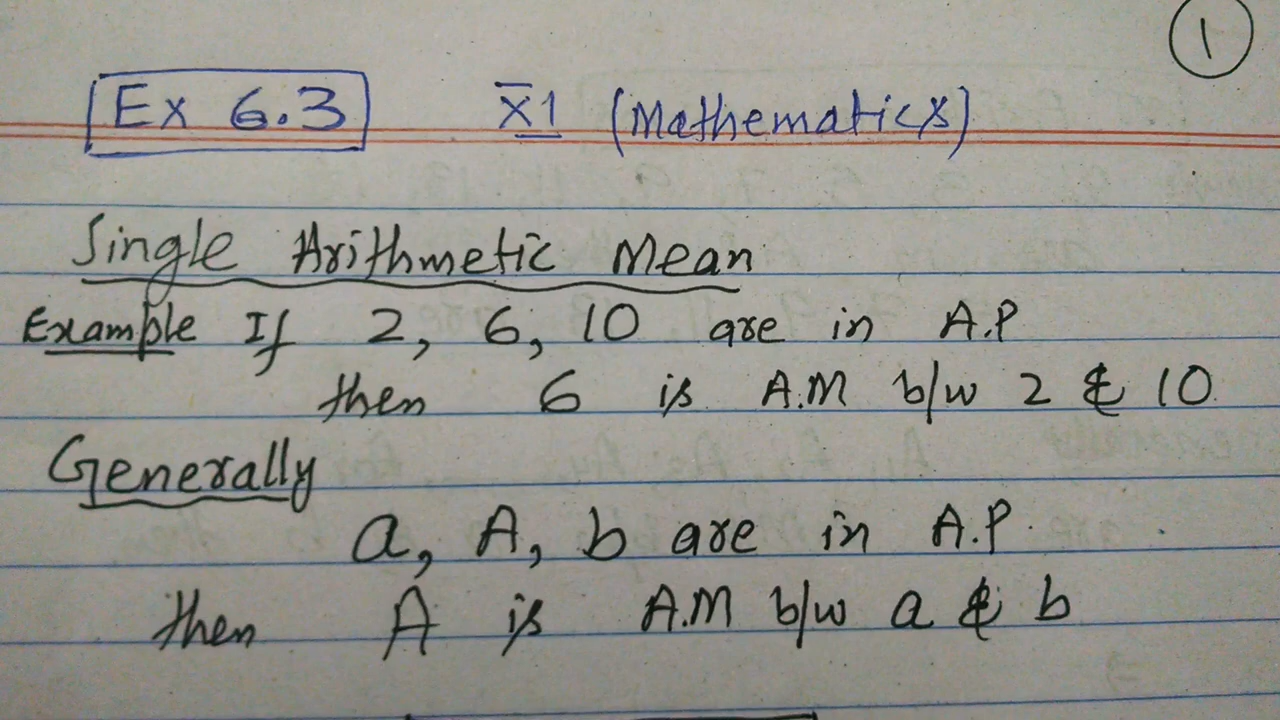 1
Ex 6.3 XI (Mathematics)
Single Arithmetic Mean
Example If 2, 6, 10 are in A.P
then 6 is A.M b/w 2 & 10
Generally
a, A, b are in A.P.
then A is A.M b/w a & b